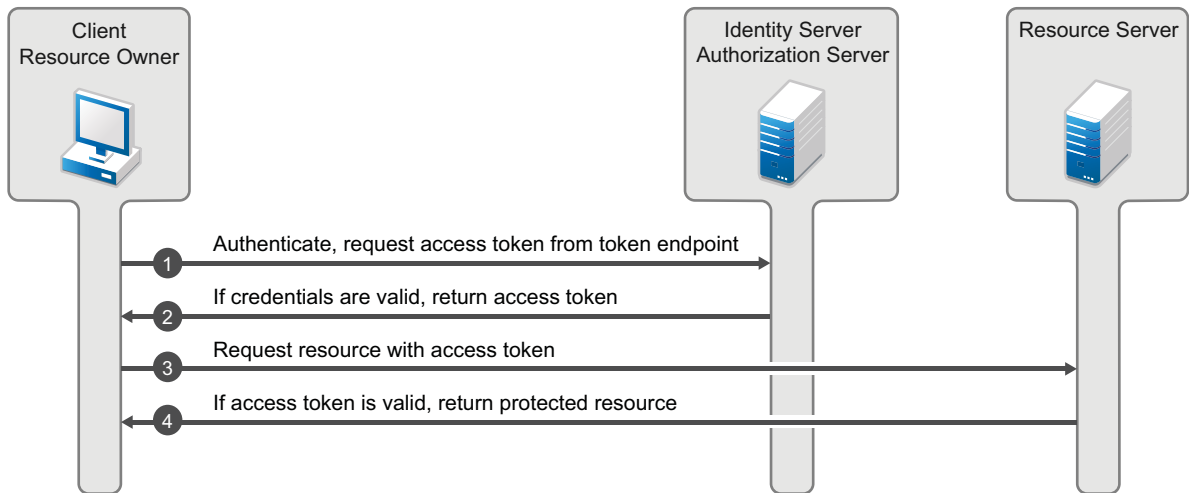 Client
Resource Owner
Identity Server
Authorization Server
Resource Server
Authenticate, request access token from token endpoint
1
If credentials are valid, return access token
2
Request resource with access token
3
If access token is valid, return protected resource
4